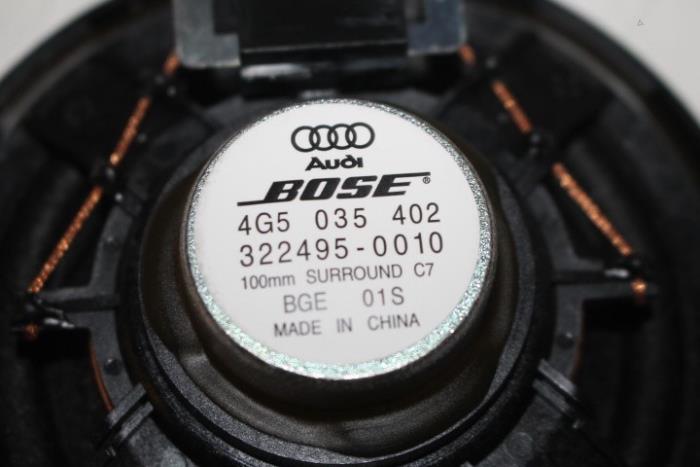 Audi
BOSE®
4G5 035 402
322495-0010
100mm SURROUND C7
BGE 01S
MADE IN CHINA